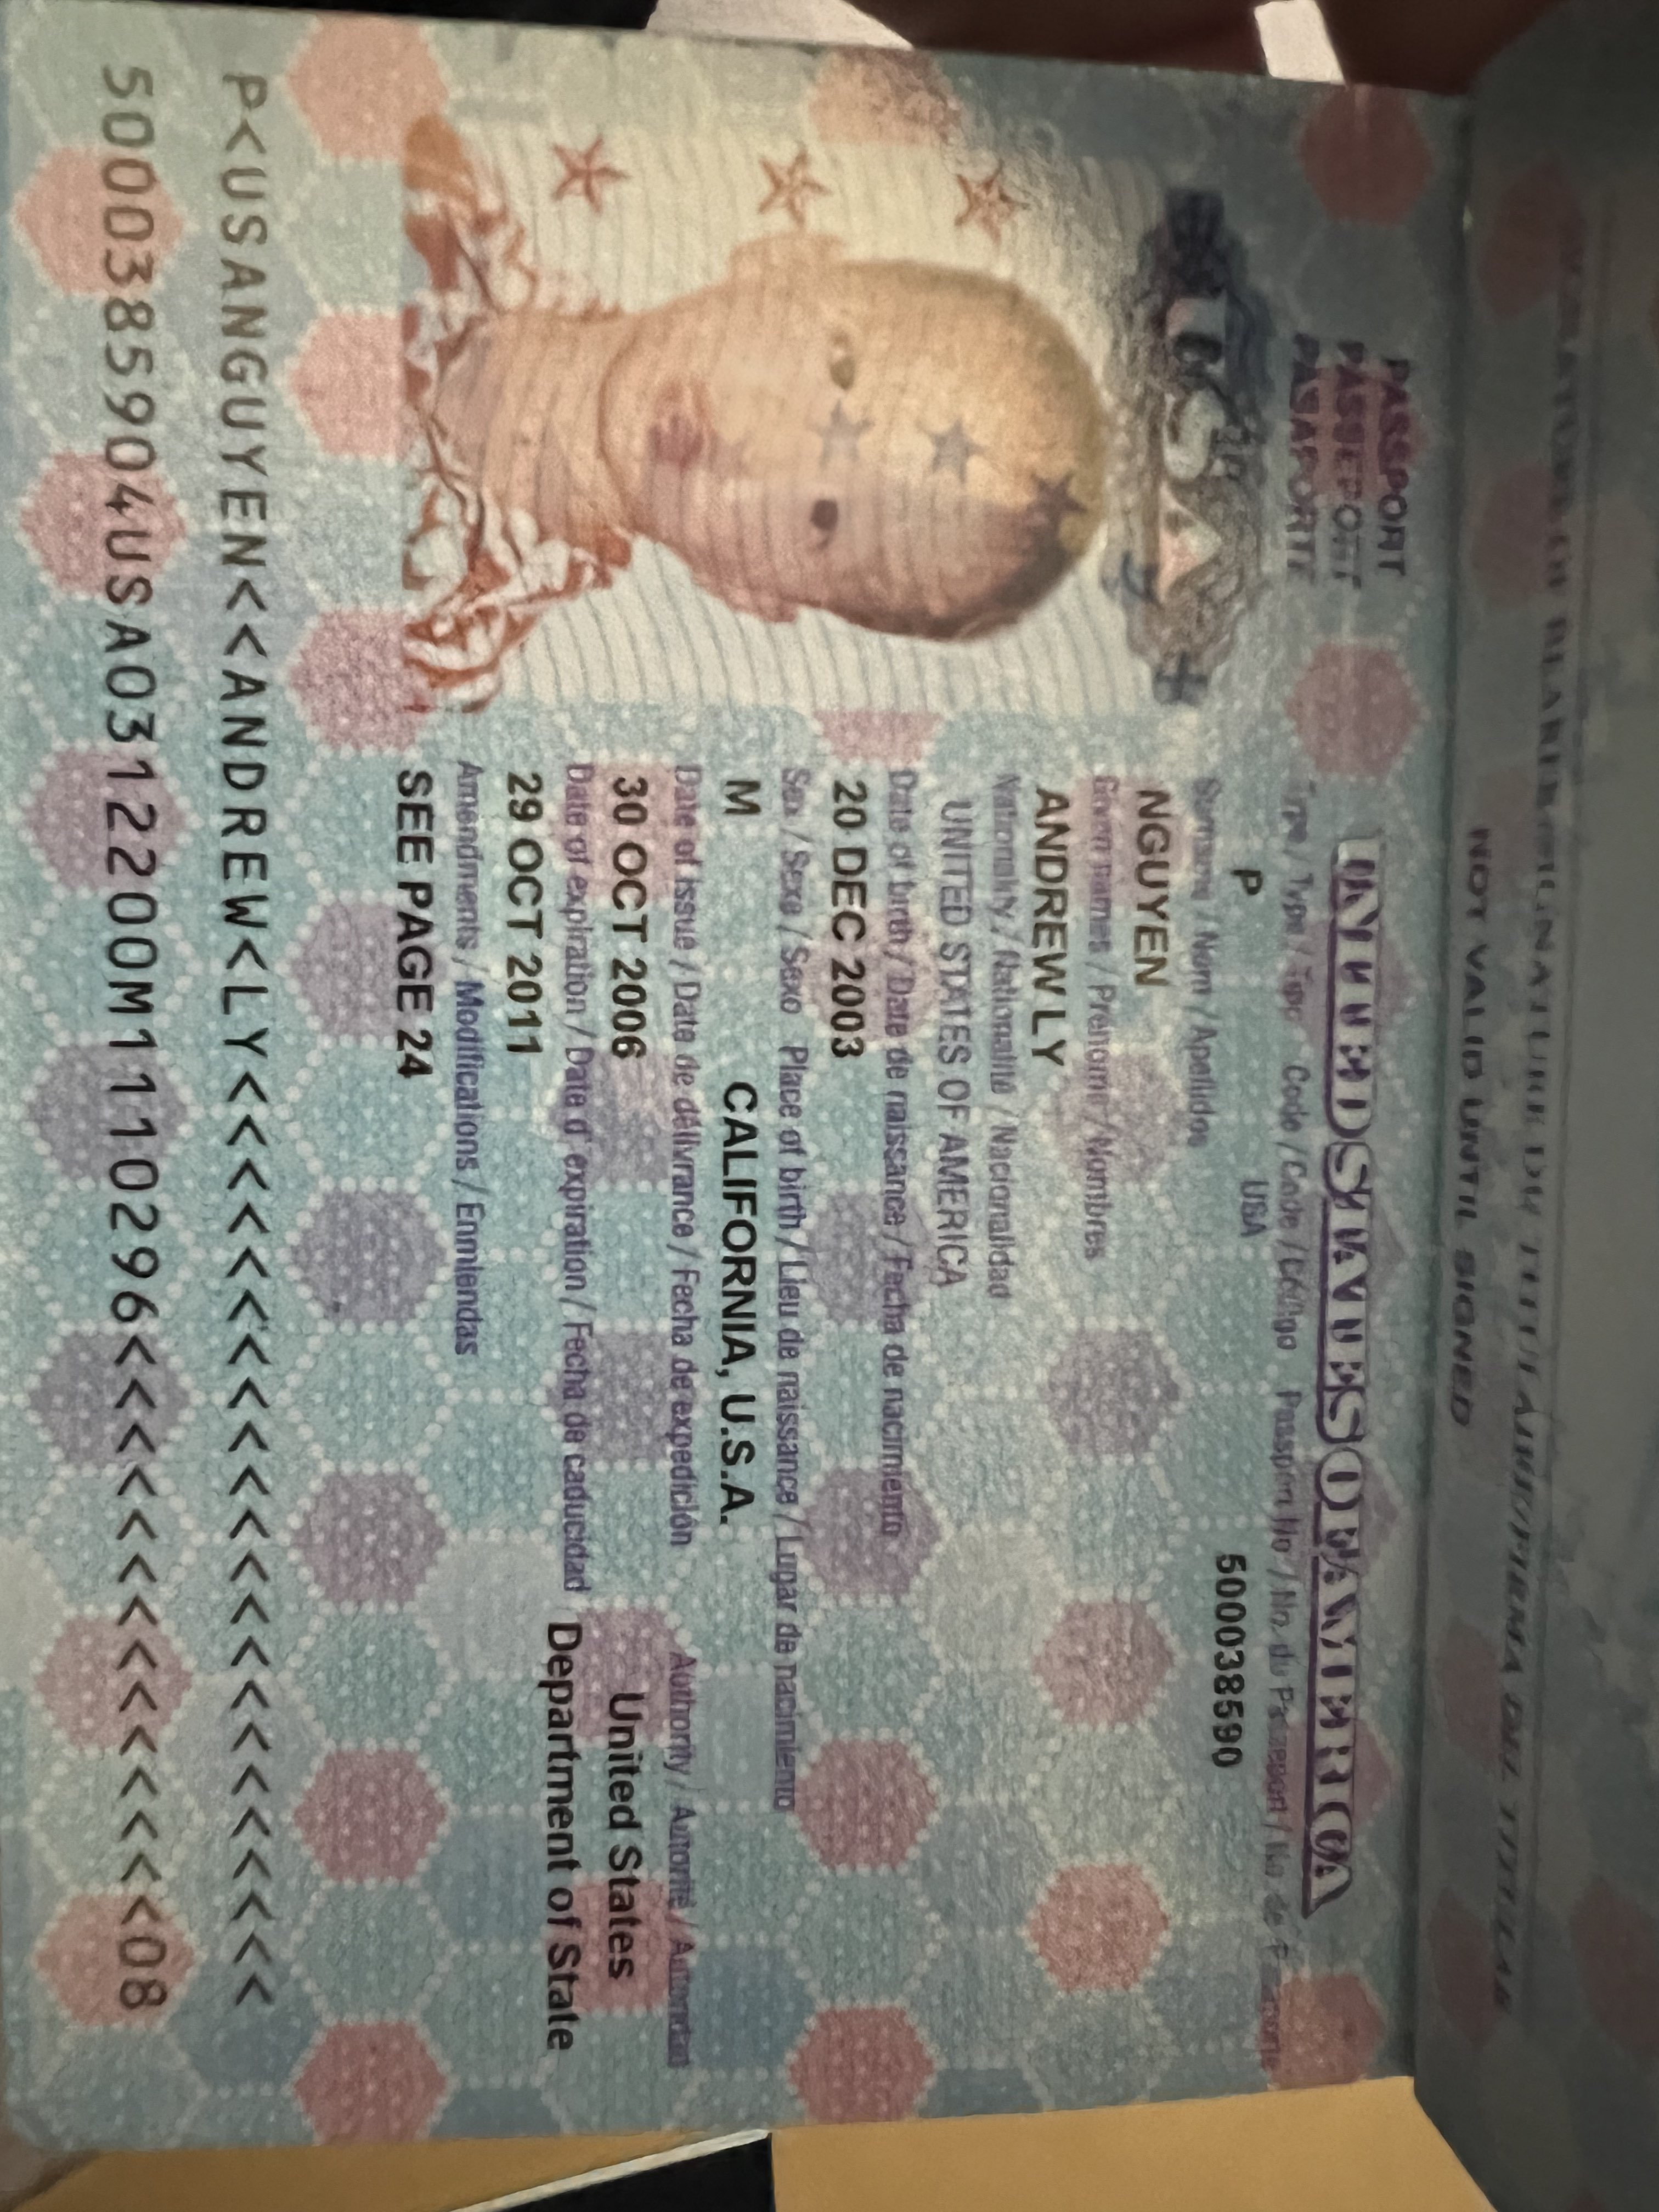 SIGNATURE OF BEARER/SIGNATURE DU TITULAIRE/FIRMA DEL TITULAR
NOT VALID UNTIL SIGNED
PASSPORT
PASSEPORT
PASAPORTE
USA
UNITED STATES OF AMERICA
Type / Type / Tipo Code / Code / Código Passport No / No. du Passeport / No. de Pasaporte
P USA 500038590
Surname / Nom / Apellidos
NGUYEN
Given names / Prénoms / Nombres
ANDREW LY
Nationality / Nationalité / Nacionalidad
UNITED STATES OF AMERICA
Date of birth / Date de naissance / Fecha de nacimiento
20 DEC 2003
Sex / Sexe / Sexo Place of birth / Lieu de naissance / Lugar de nacimiento
M CALIFORNIA, U.S.A.
Date of issue / Date de délivrance / Fecha de expedición Authority / Autorité / Autoridad
30 OCT 2006 United States
Date of expiration / Date d' expiration / Fecha de caducidad Department of State
29 OCT 2011
Amendments / Modifications / Enmiendas
SEE PAGE 24
P<USANGUYEN<<ANDREW<LY<<<<<<<<<<<<<<<<<<<<<<
5000385904USA0312200M1110296<<<<<<<<<<<<<<08